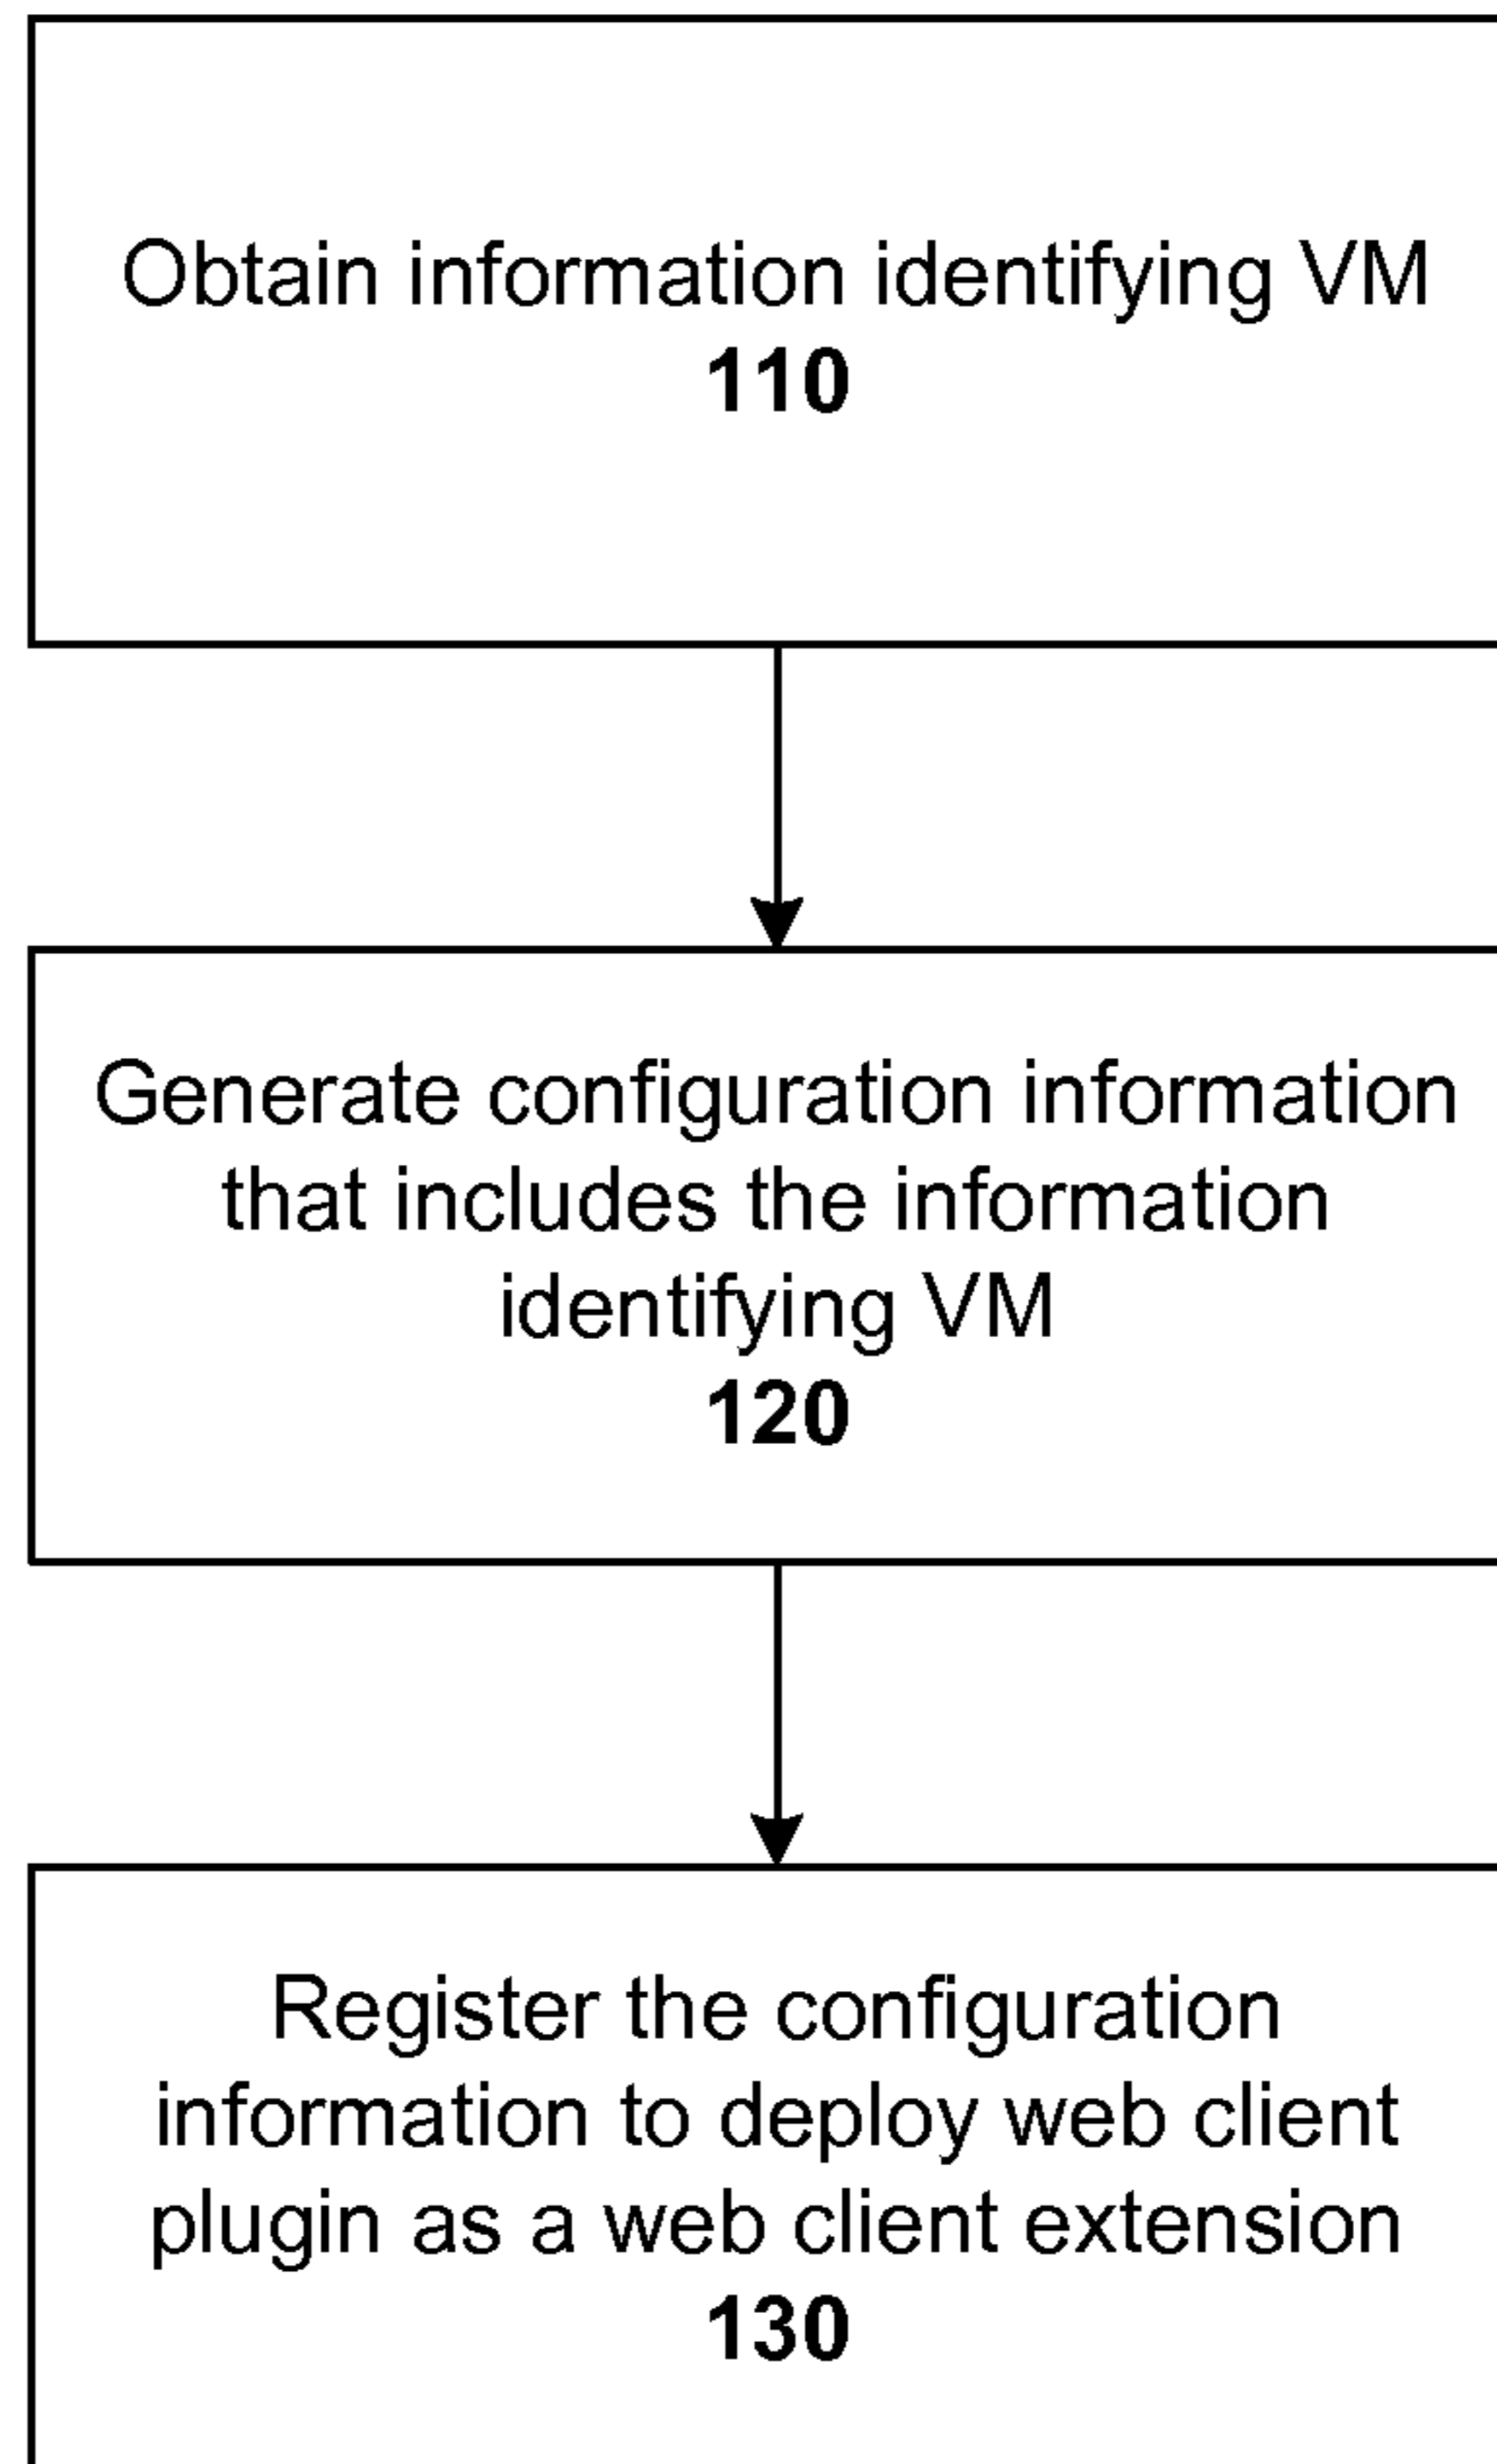 Obtain information identifying VM
110
Generate configuration information
that includes the information
identifying VM
120
Register the configuration
information to deploy web client
plugin as a web client extension
130